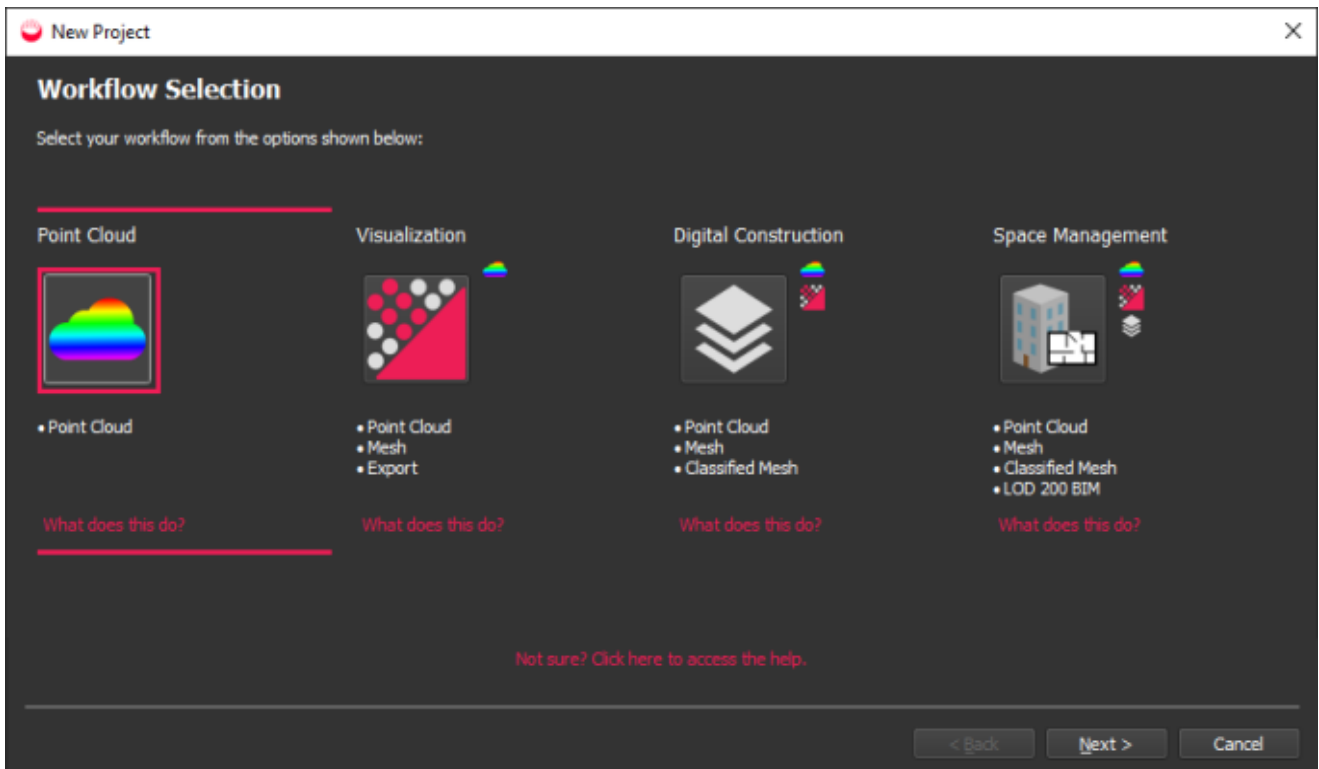 New Project
Workflow Selection
Select your workflow from the options shown below:
Point Cloud
• Point Cloud
What does this do?
Visualization
• Point Cloud
• Mesh
• Export
What does this do?
Digital Construction
• Point Cloud
• Mesh
• Classified Mesh
What does this do?
Space Management
• Point Cloud
• Mesh
• Classified Mesh
• LOD 200 BIM
What does this do?
Not sure? Click here to access the help.
< Back
Next >
Cancel